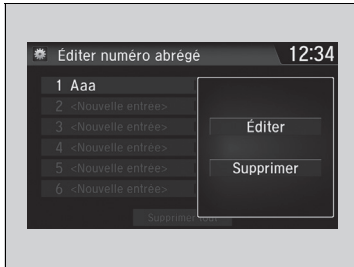 Éditer numéro abrégé 12:34
1 Aaa
2 <Nouvelle entrée>
3 <Nouvelle entrée>
4 <Nouvelle entrée>
5 <Nouvelle entrée>
6 <Nouvelle entrée>
Éditer
Supprimer
Supprimer tout